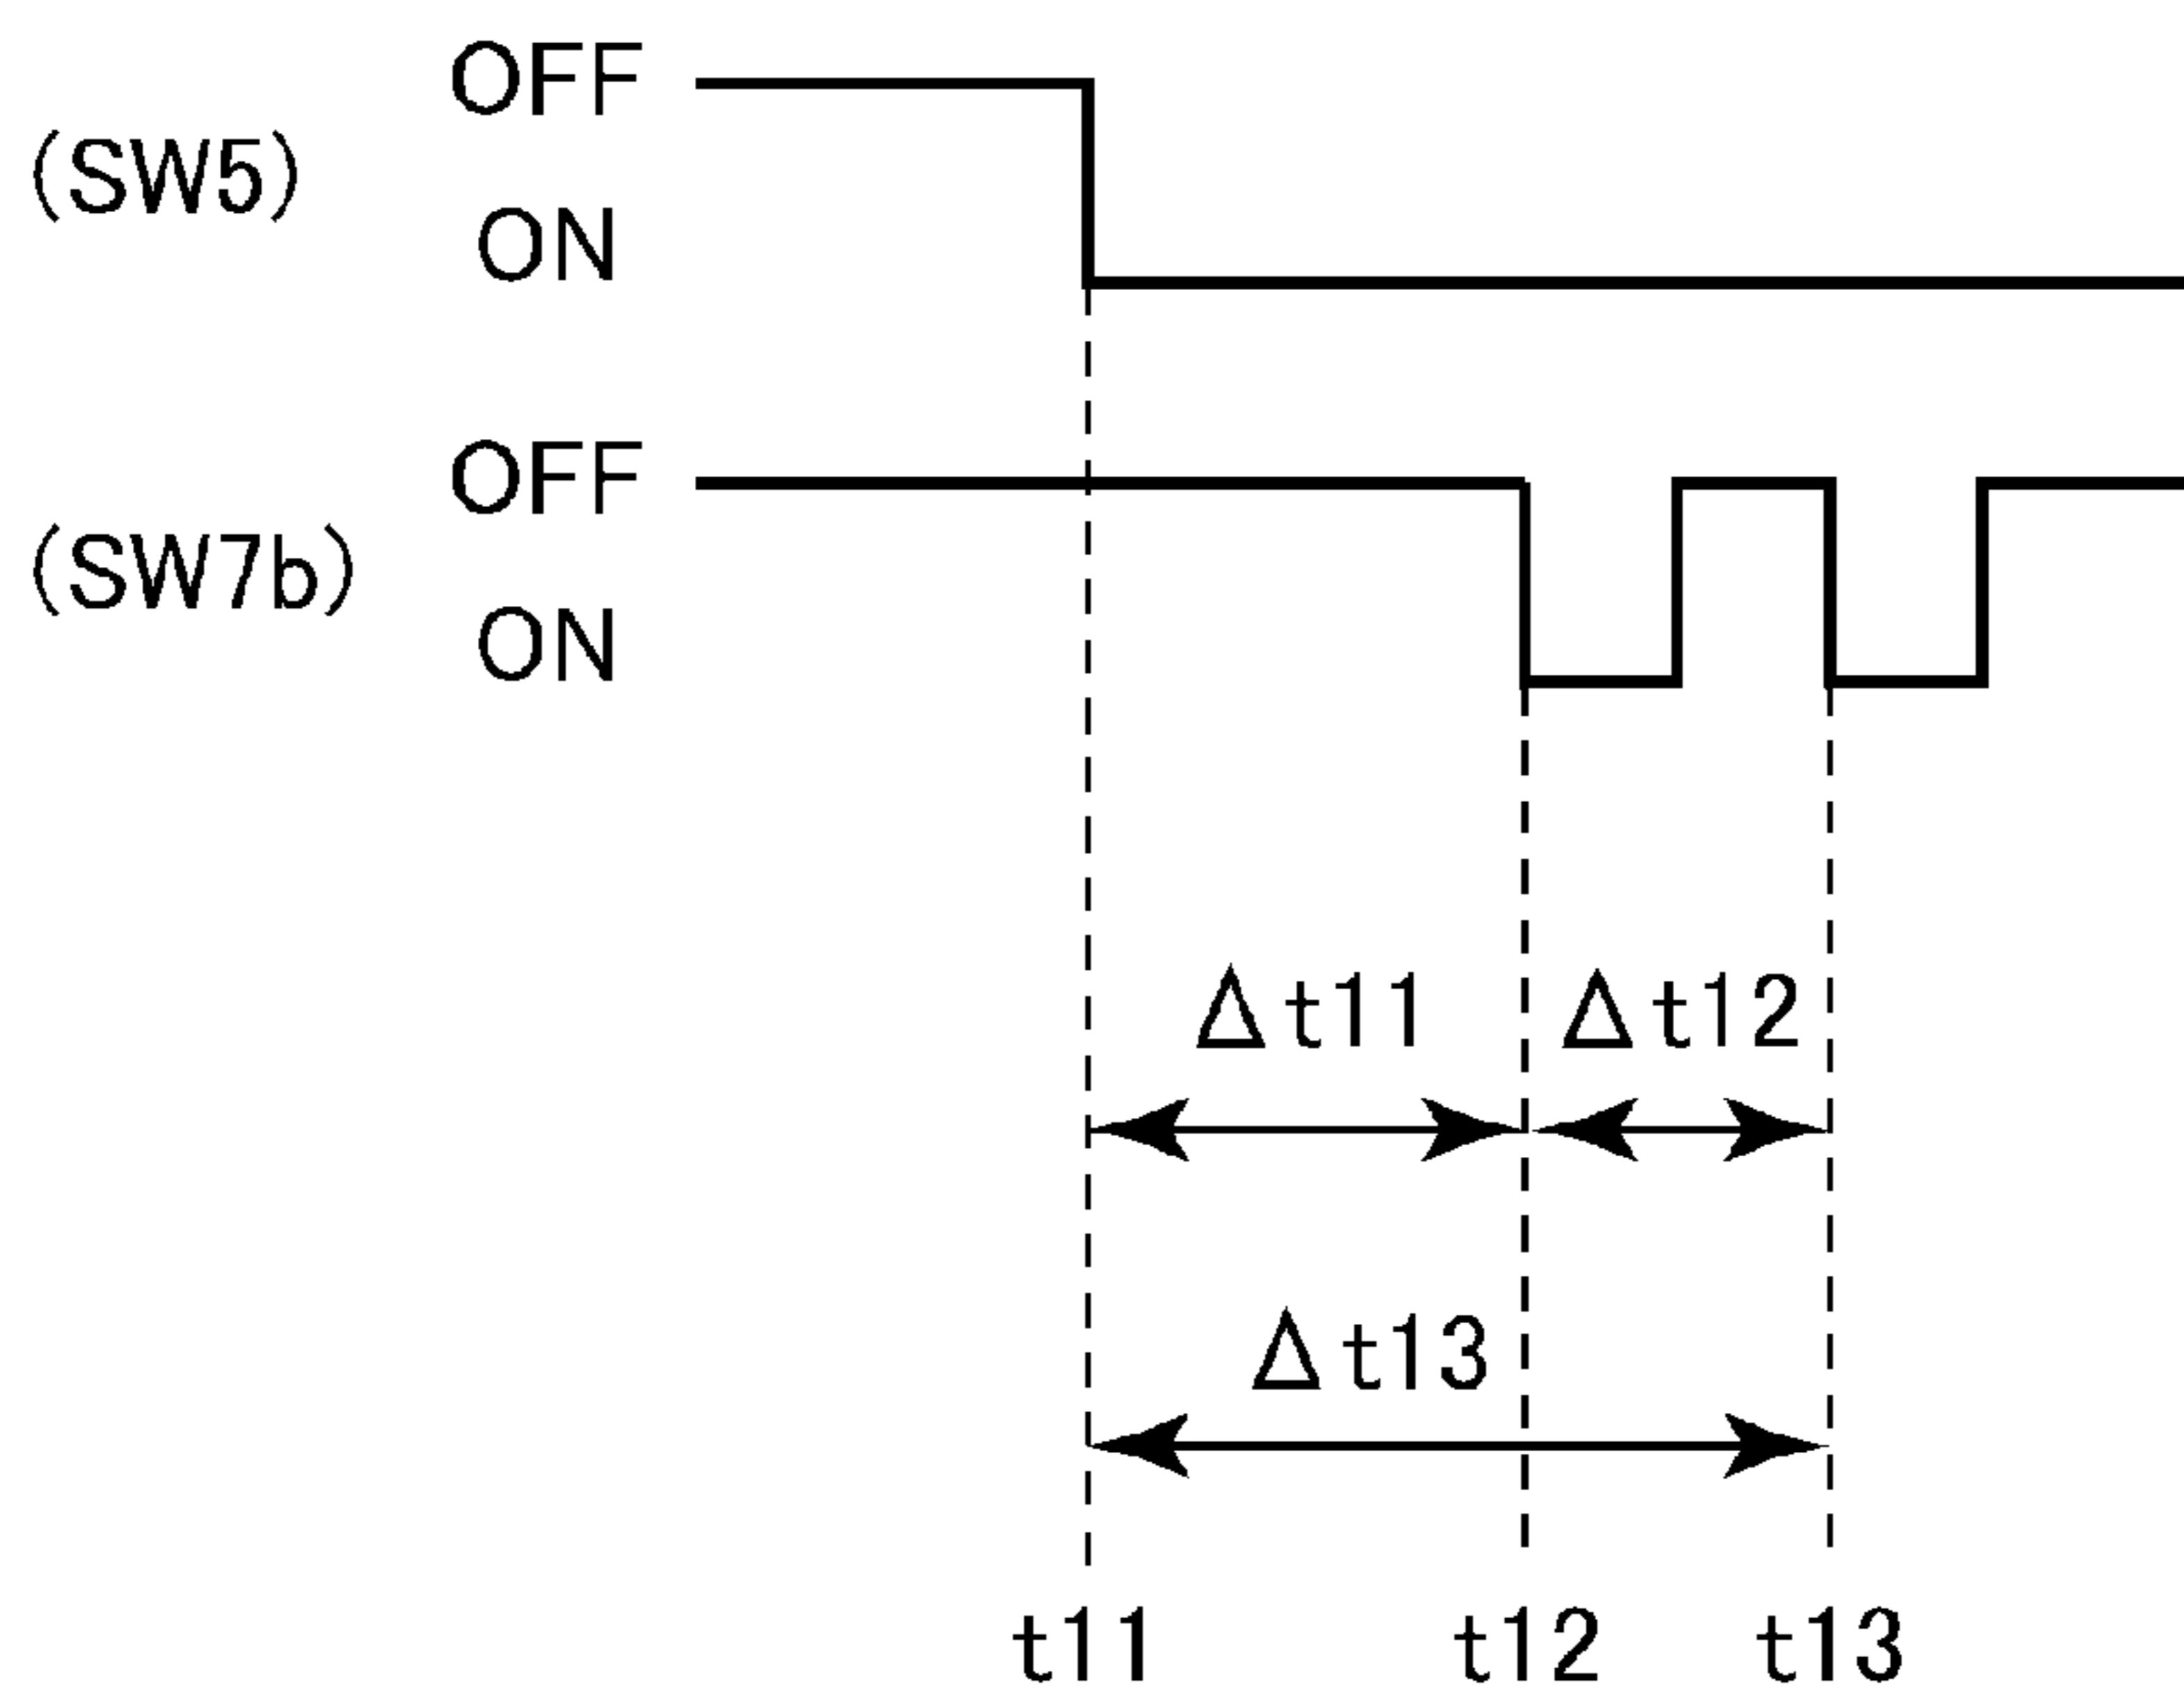 OFF
(SW5)
ON
OFF
(SW7b)
ON
Δt11 Δt12
Δt13
t11 t12 t13